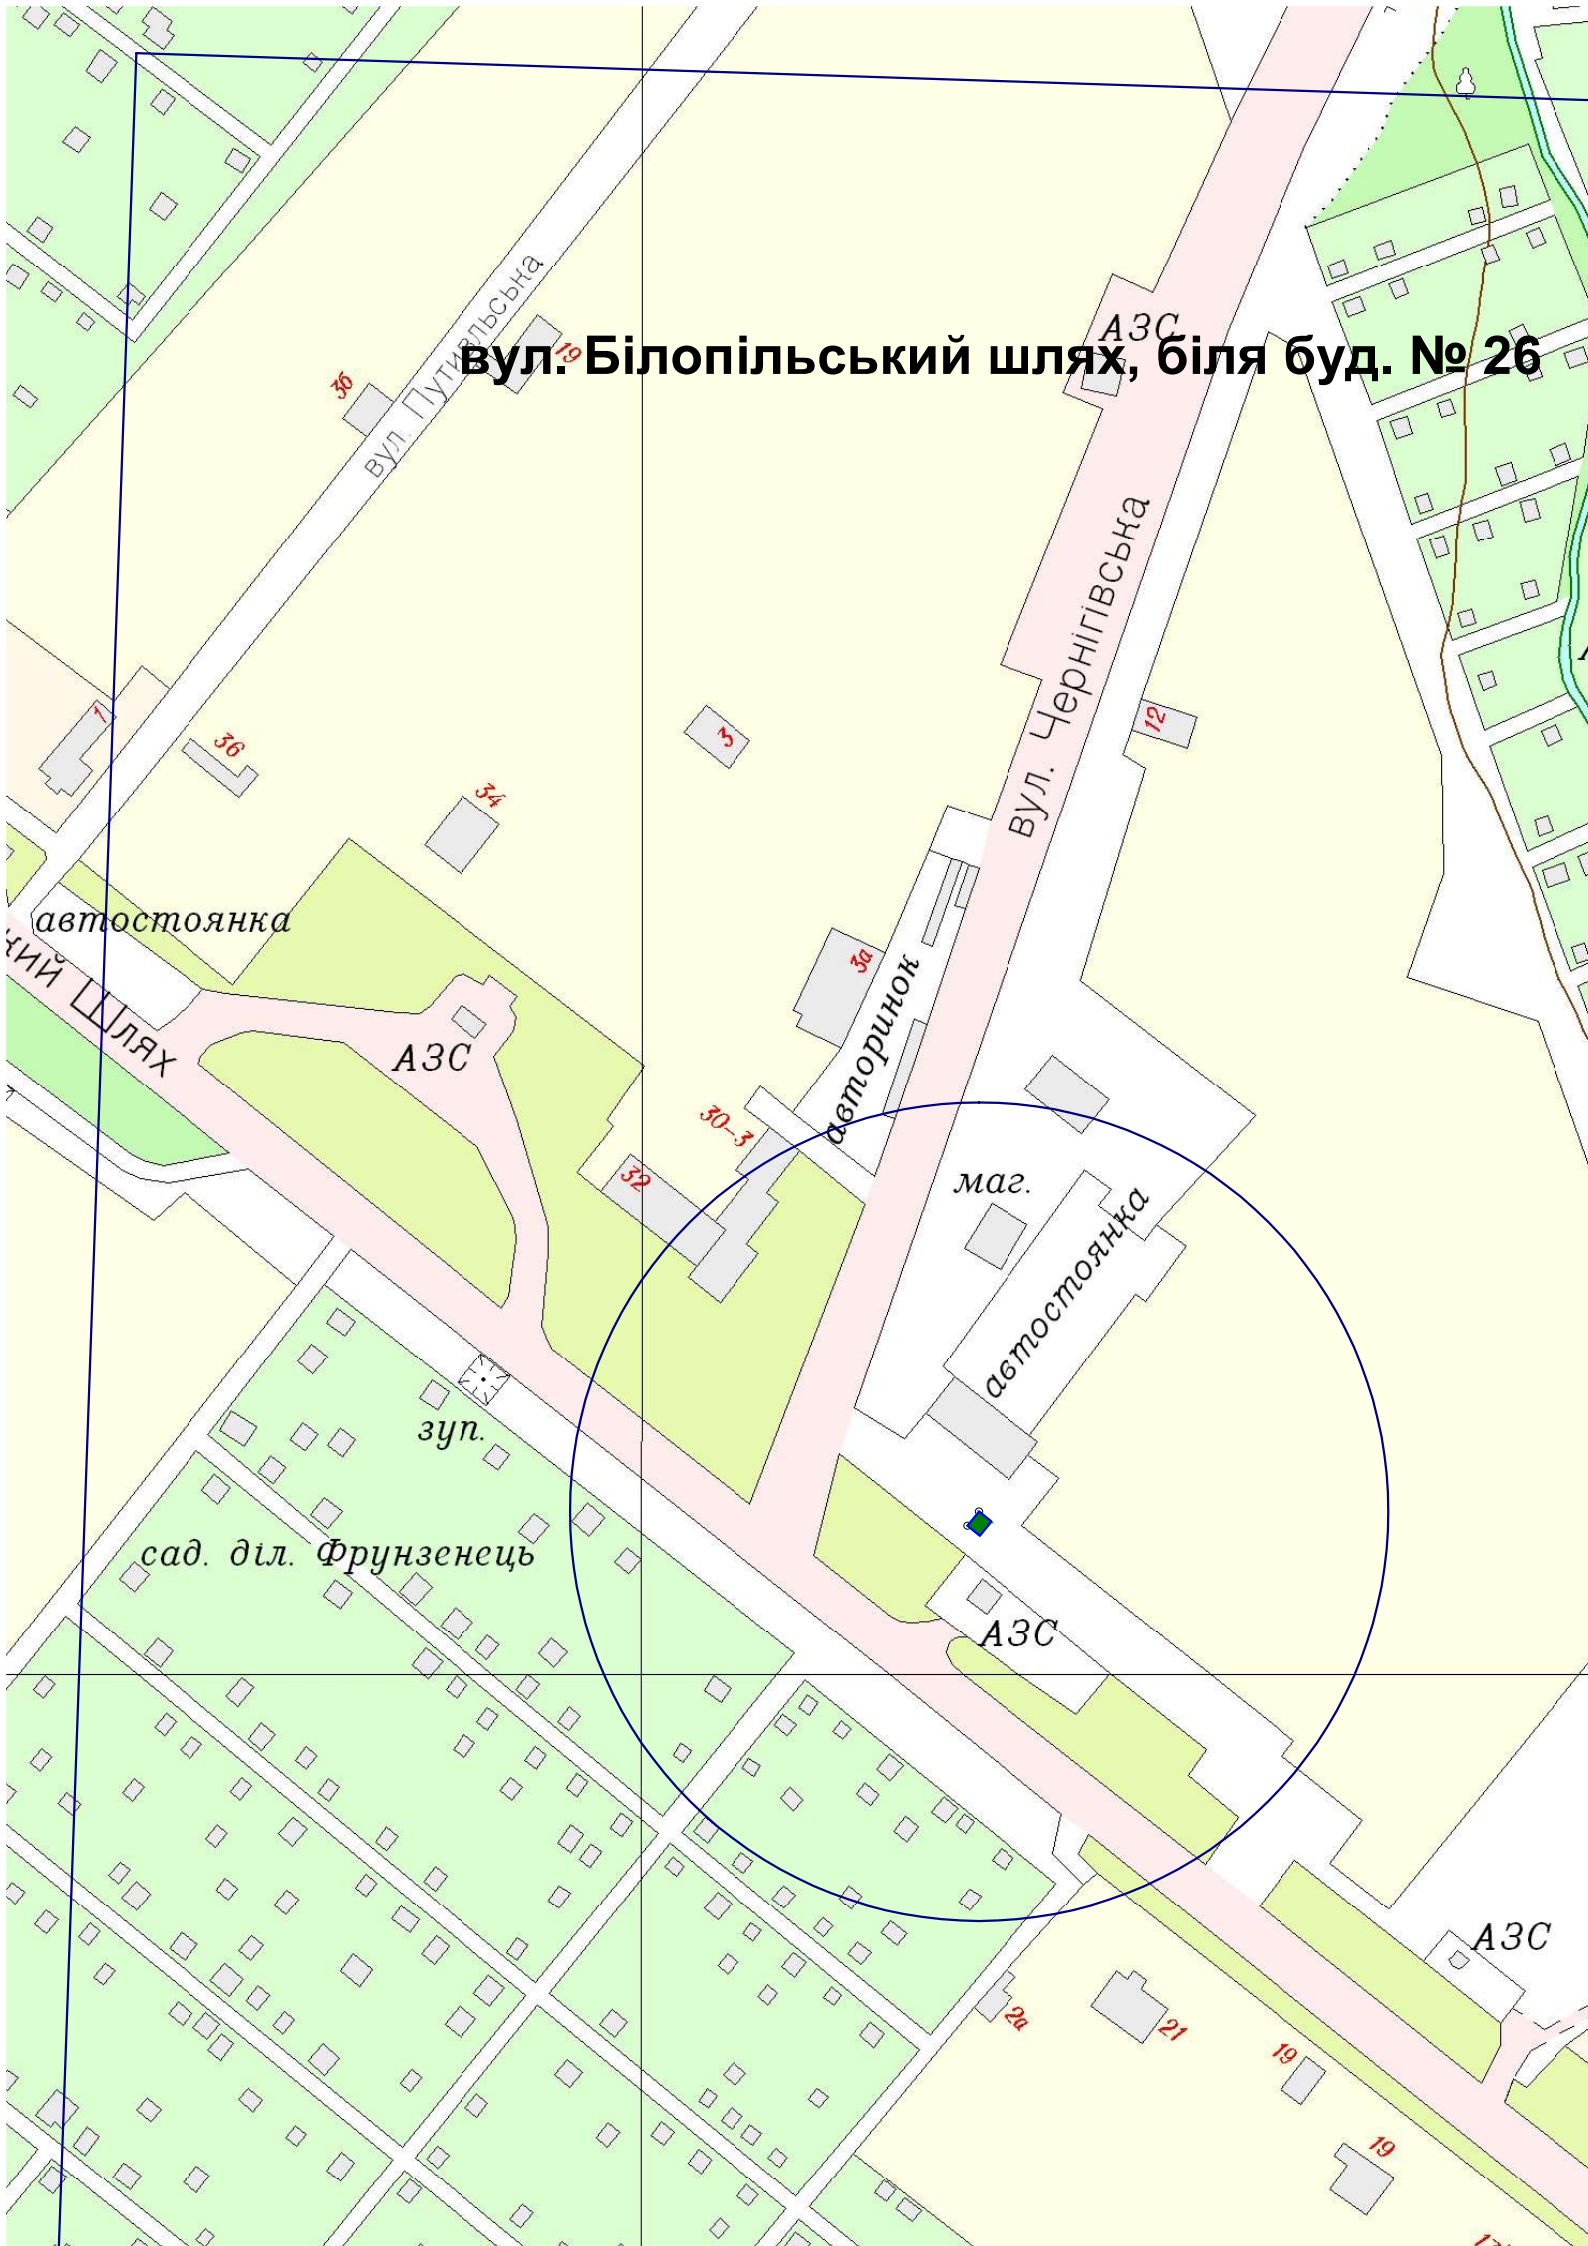 вул. Путивльська
АЗС
19
вул. Білопільський шлях, біля буд. № 26
36
вул. Чернігівська
12
1
36
3
34
автостоянка
кий Шлях
3а
авторинок
АЗС
30-3
32
маг.
автостоянка
зуп.
сад. діл. Фрунзенець
АЗС
АЗС
2а
21
19
19